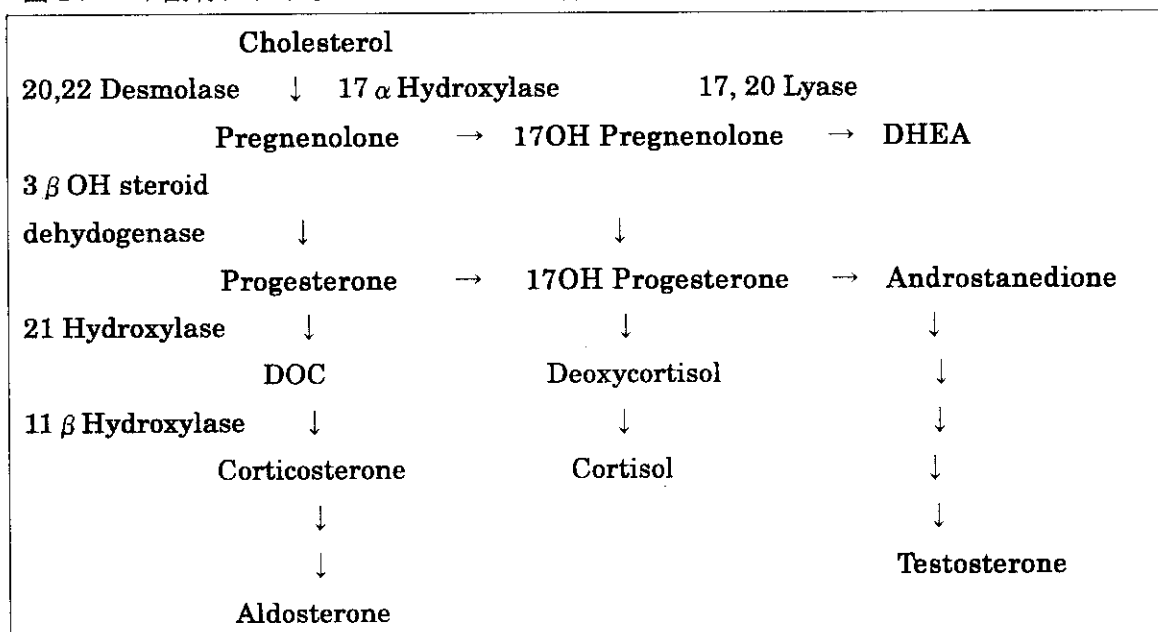 Cholesterol
20,22 Desmolase ↓ 17 α Hydroxylase 17, 20 Lyase
Pregnenolone → 17OH Pregnenolone → DHEA
3 β OH steroid
dehydogenase ↓ ↓
Progesterone → 17OH Progesterone → Androstanedione
21 Hydroxylase ↓ ↓ ↓
DOC Deoxycortisol ↓
11 β Hydroxylase ↓ ↓ ↓
Corticosterone Cortisol ↓
↓ ↓
↓ Testosterone
Aldosterone